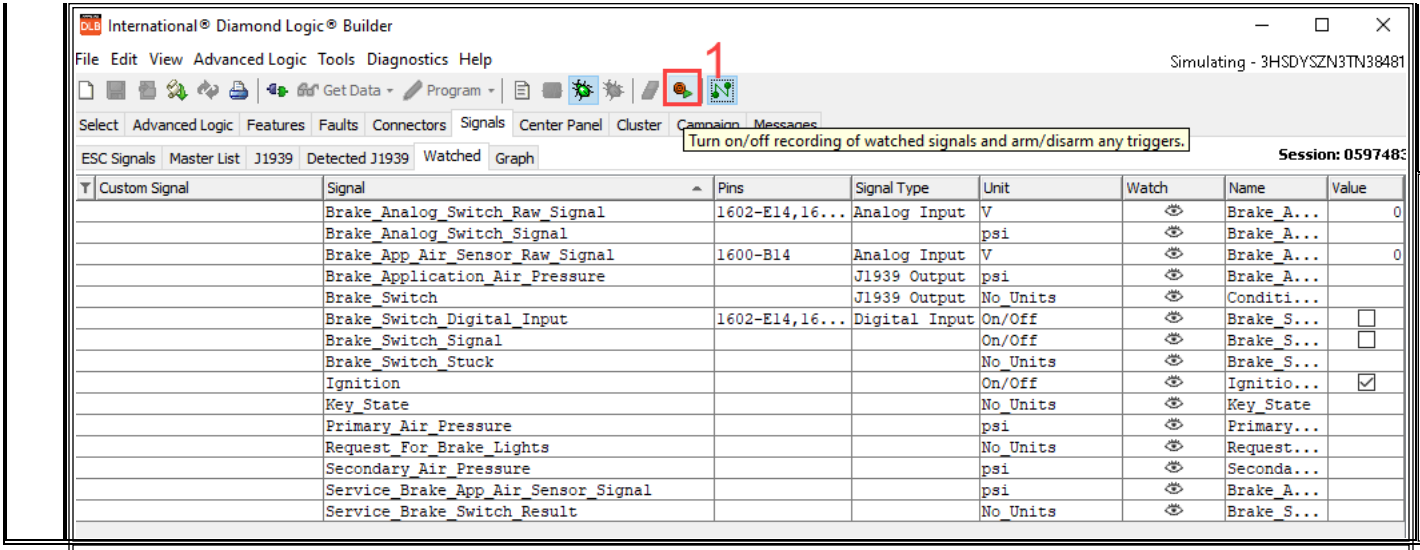 DLB International® Diamond Logic® Builder
File Edit View Advanced Logic Tools Diagnostics Help
1
Simulating - 3HSDYSZN3TN38481
Get Data Program
Select Advanced Logic Features Faults Connectors Signals Center Panel Cluster Campaign Messages
Turn on/off recording of watched signals and arm/disarm any triggers.
ESC Signals Master List J1939 Detected J1939 Watched Graph
Session: 0597483
Custom Signal Signal Pins Signal Type Unit Watch Name Value
Brake_Analog_Switch_Raw_Signal 1602-E14,16... Analog Input V Brake_A... 0
Brake_Analog_Switch_Signal psi Brake_A...
Brake_App_Air_Sensor_Raw_Signal 1600-B14 Analog Input V Brake_A... 0
Brake_Application_Air_Pressure J1939 Output psi Brake_A...
Brake_Switch J1939 Output No_Units Conditi...
Brake_Switch_Digital_Input 1602-E14,16... Digital Input On/Off Brake_S...
Brake_Switch_Signal On/Off Brake_S...
Brake_Switch_Stuck No_Units Brake_S...
Ignition On/Off Ignitio...
Key_State No_Units Key_State
Primary_Air_Pressure psi Primary...
Request_For_Brake_Lights No_Units Request...
Secondary_Air_Pressure psi Seconda...
Service_Brake_App_Air_Sensor_Signal psi Brake_A...
Service_Brake_Switch_Result No_Units Brake_S...